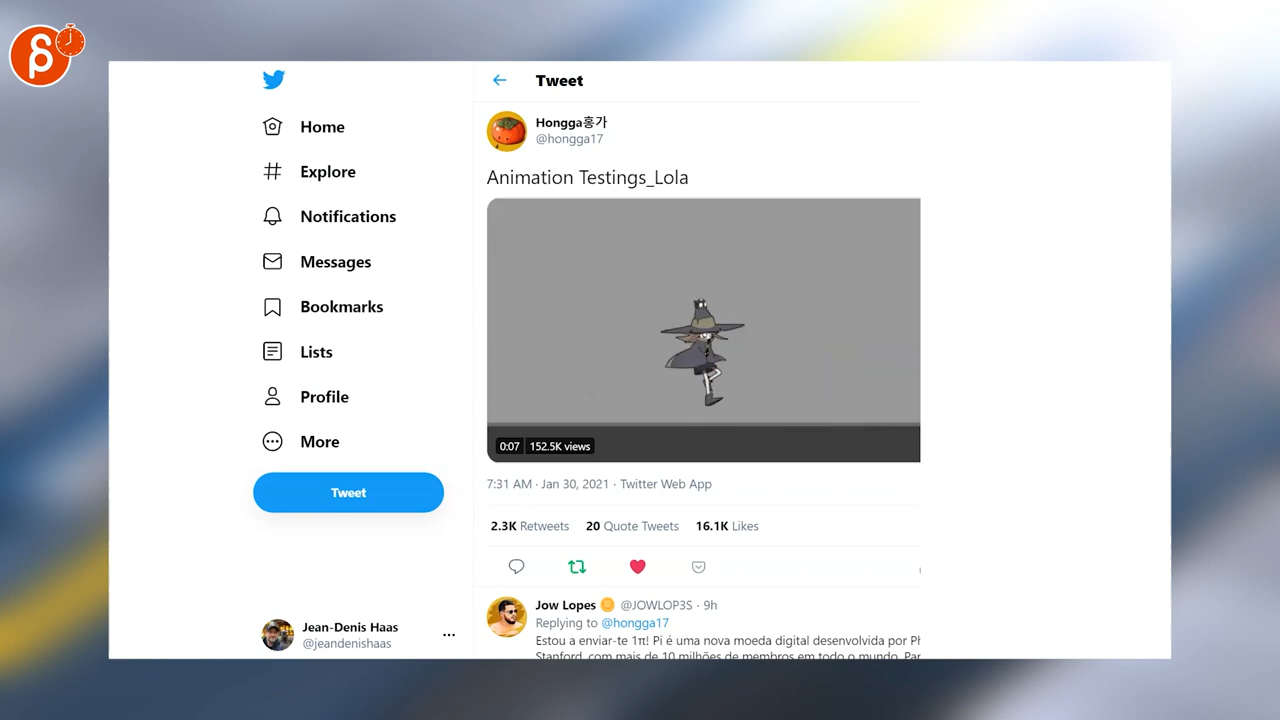 Tweet
Hongga홍가
@hongga17
Home
Explore
Notifications
Messages
Bookmarks
Lists
Profile
More
Tweet
Jean-Denis Haas
@jeandenishaas
Animation Testings_Lola
0:07 152.5K views
7:31 AM · Jan 30, 2021 · Twitter Web App
2.3K Retweets 20 Quote Tweets 16.1K Likes
Jow Lopes @JOWLOP3S · 9h
Replying to @hongga17
Estou a enviar-te 1π! Pi é uma nova moeda digital desenvolvida por
Stanford, com mais de 10 milhões de membros em todo o mundo.